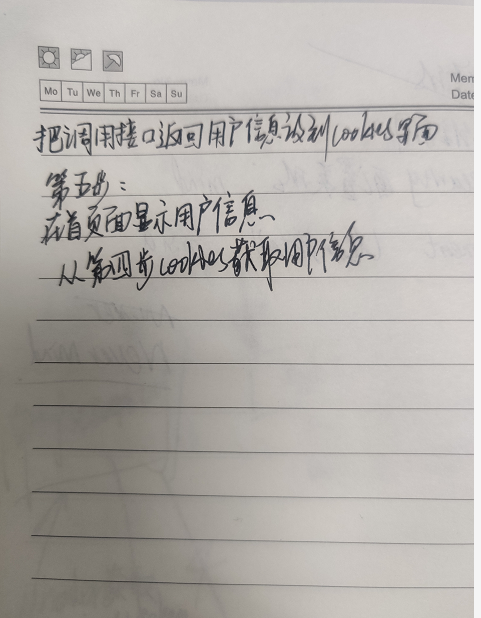 Mo Tu We Th Fr Sa Su
Mem
Date
把调用接口返回用户信息设到cookies里面
第五步：
在首页面显示用户信息
从第四步cookies获取用户信息